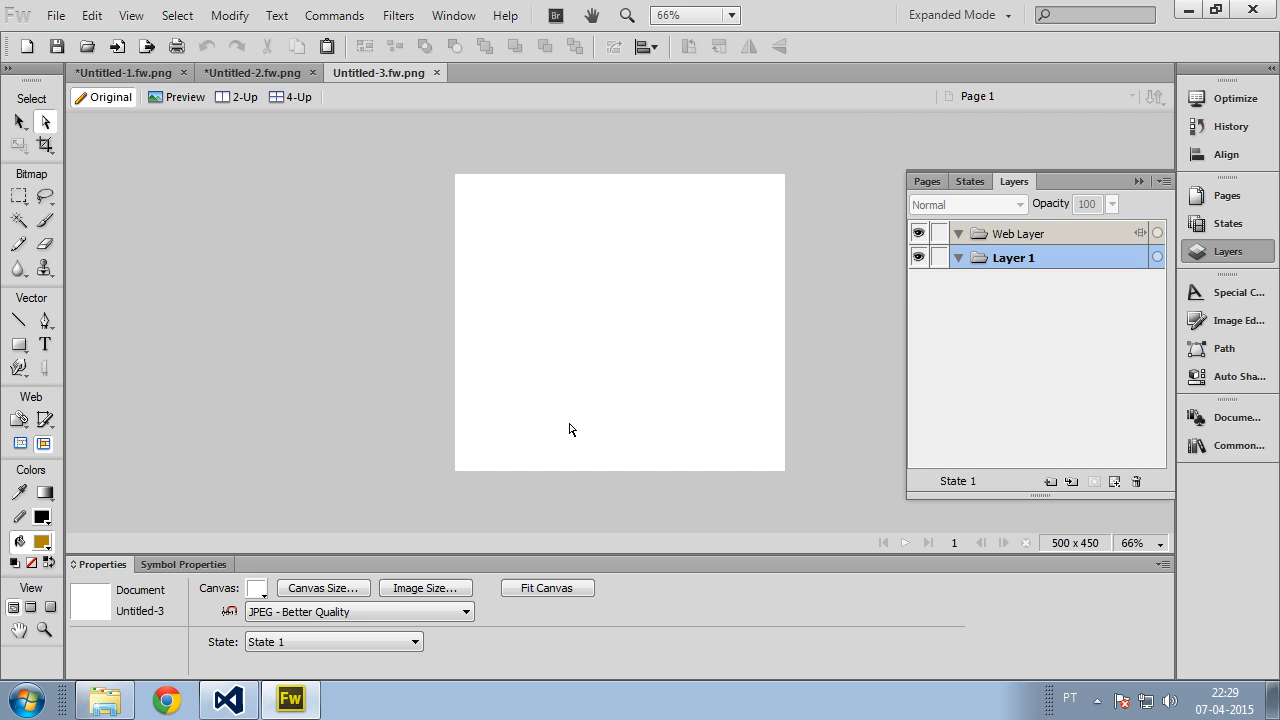 Fw File Edit View Select Modify Text Commands Filters Window Help Br 66% Expanded Mode
*Untitled-1.fw.png × *Untitled-2.fw.png × Untitled-3.fw.png ×
Original Preview 2-Up 4-Up Page 1
Select
Bitmap
Vector
T
Web
Colors
View
Pages States Layers
Normal Opacity 100
Web Layer
Layer 1
State 1
Optimize
History
Align
Pages
States
Layers
Special C...
Image Ed...
Path
Auto Sha...
Docume...
Common...
1 500 x 450 66%
Properties Symbol Properties
Document Canvas: Canvas Size... Image Size... Fit Canvas
Untitled-3 JPEG - Better Quality
State: State 1
Fw PT 22:29
07-04-2015